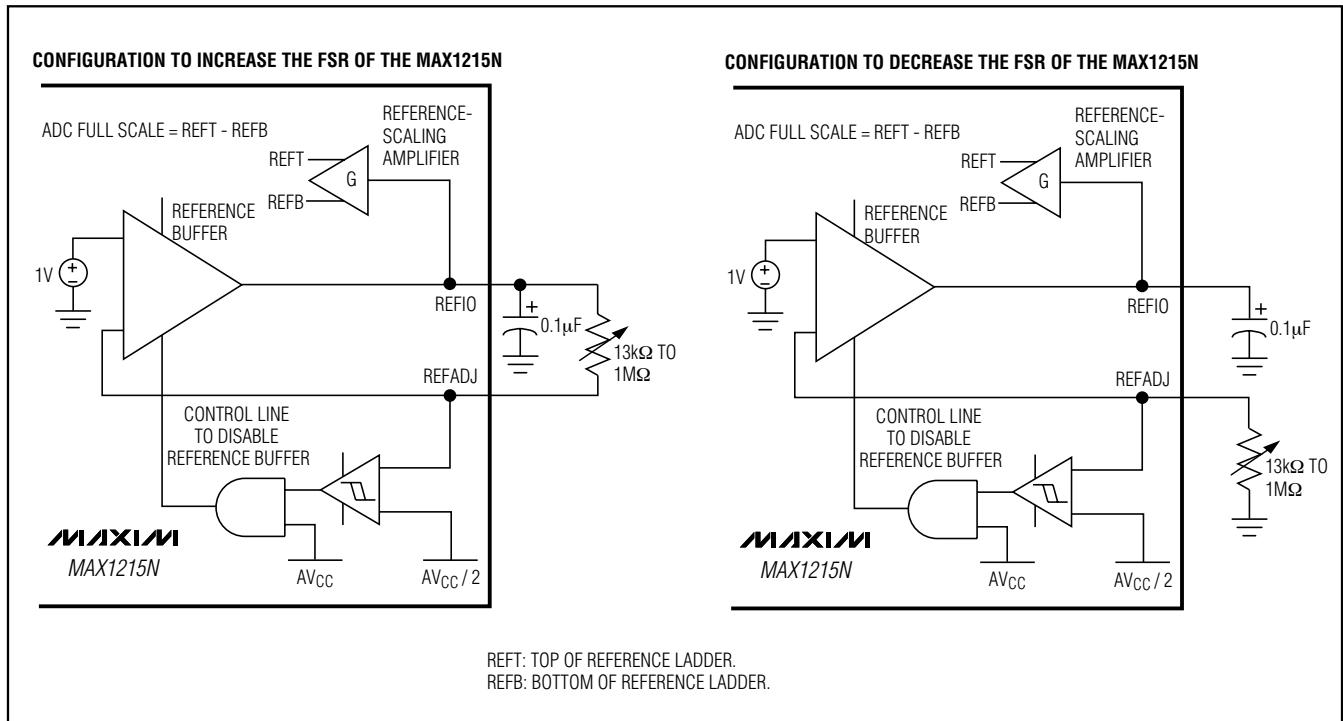 CONFIGURATION TO INCREASE THE FSR OF THE MAX1215N
ADC FULL SCALE = REFT - REFB
REFERENCE-
SCALING
AMPLIFIER
REFT
G
REFB
REFERENCE
BUFFER
1V
+
REFIO
0.1µF
13kΩ TO
1MΩ
REFADJ
CONTROL LINE
TO DISABLE
REFERENCE BUFFER
MAXIM
MAX1215N
AVCC
AVCC / 2
CONFIGURATION TO DECREASE THE FSR OF THE MAX1215N
ADC FULL SCALE = REFT - REFB
REFERENCE-
SCALING
AMPLIFIER
REFT
G
REFB
REFERENCE
BUFFER
1V
REFIO
+
0.1µF
REFADJ
13kΩ TO
1MΩ
CONTROL LINE
TO DISABLE
REFERENCE BUFFER
MAXIM
MAX1215N
AVCC
AVCC / 2
REFT: TOP OF REFERENCE LADDER.
REFB: BOTTOM OF REFERENCE LADDER.